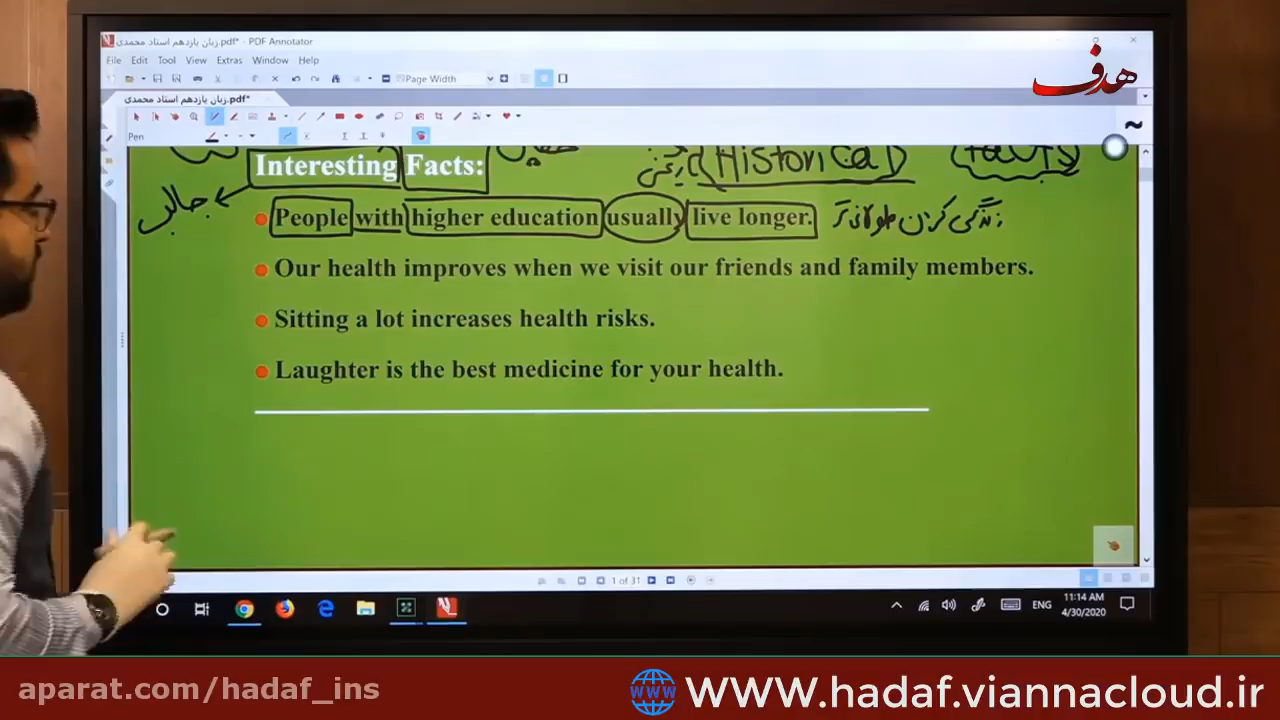 زبان یازدهم استاد محمدی.pdf* - PDF Annotator
File Edit Tool View Extras Window Help
هدف
Page Width
زبان یازدهم استاد محمدی.pdf*
Pen
Interesting Facts:
تاریخی
Historical
facts
جالب
People with higher education usually live longer.
زندگی کردن طولانی تر
Our health improves when we visit our friends and family members.
Sitting a lot increases health risks.
Laughter is the best medicine for your health.
1 of 31
ENG
11:14 AM
4/30/2020
aparat.com/hadaf_ins
WWW
www.hadaf.viannacloud.ir